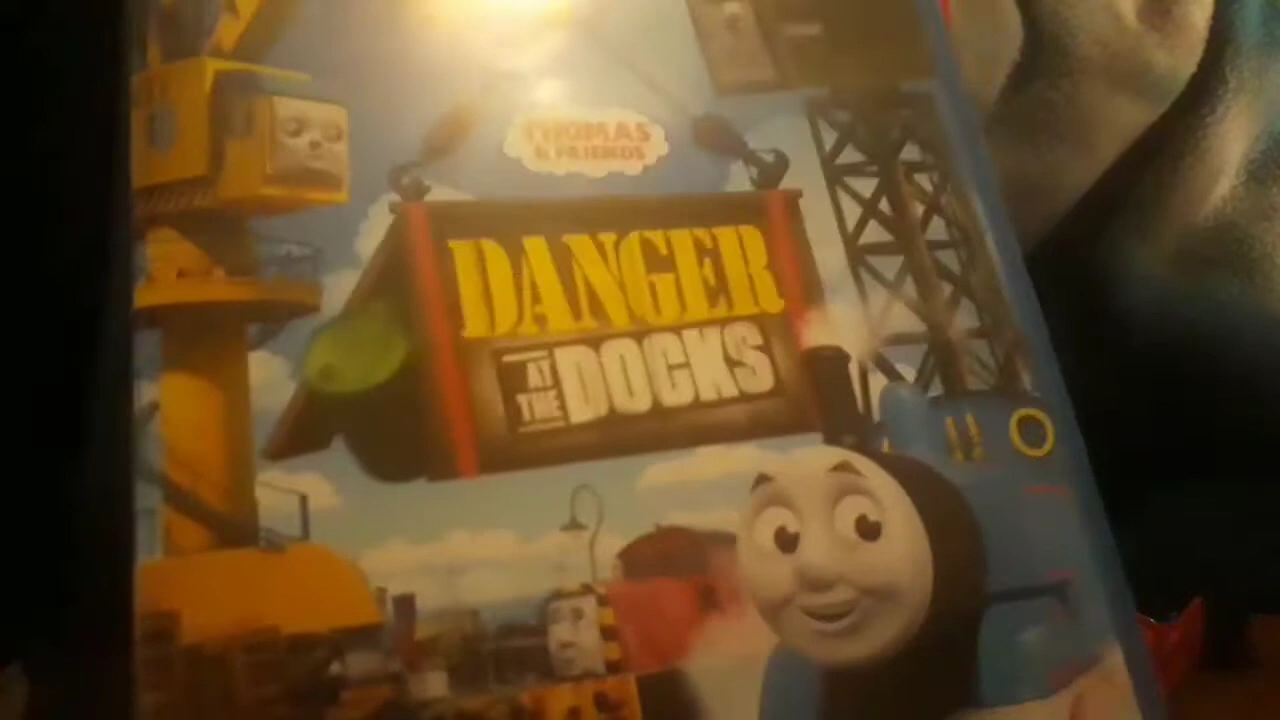 THOMAS
& FRIENDS
DANGER
AT
THE
DOCKS